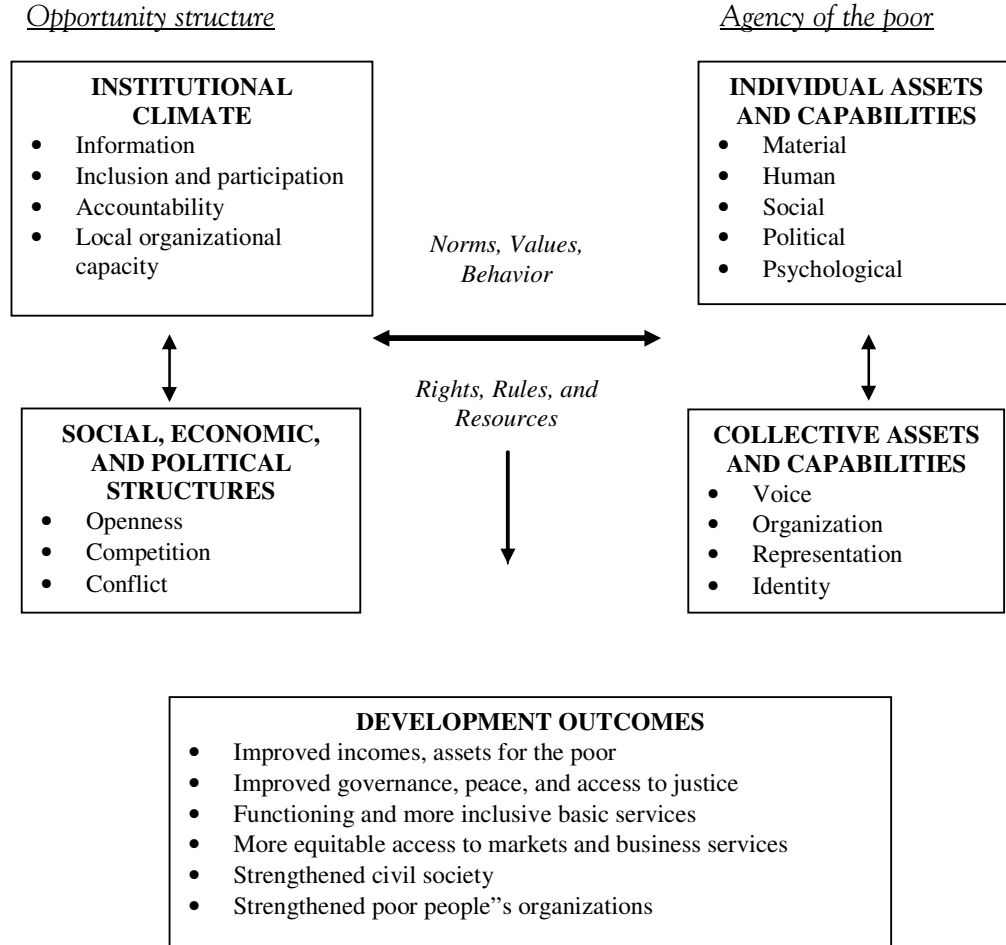 Opportunity structure
Agency of the poor
INSTITUTIONAL
CLIMATE
• Information
• Inclusion and participation
• Accountability
• Local organizational
capacity
INDIVIDUAL ASSETS
AND CAPABILITIES
• Material
• Human
• Social
• Political
• Psychological
Norms, Values,
Behavior
Rights, Rules, and
Resources
SOCIAL, ECONOMIC,
AND POLITICAL
STRUCTURES
• Openness
• Competition
• Conflict
COLLECTIVE ASSETS
AND CAPABILITIES
• Voice
• Organization
• Representation
• Identity
DEVELOPMENT OUTCOMES
• Improved incomes, assets for the poor
• Improved governance, peace, and access to justice
• Functioning and more inclusive basic services
• More equitable access to markets and business services
• Strengthened civil society
• Strengthened poor people”s organizations